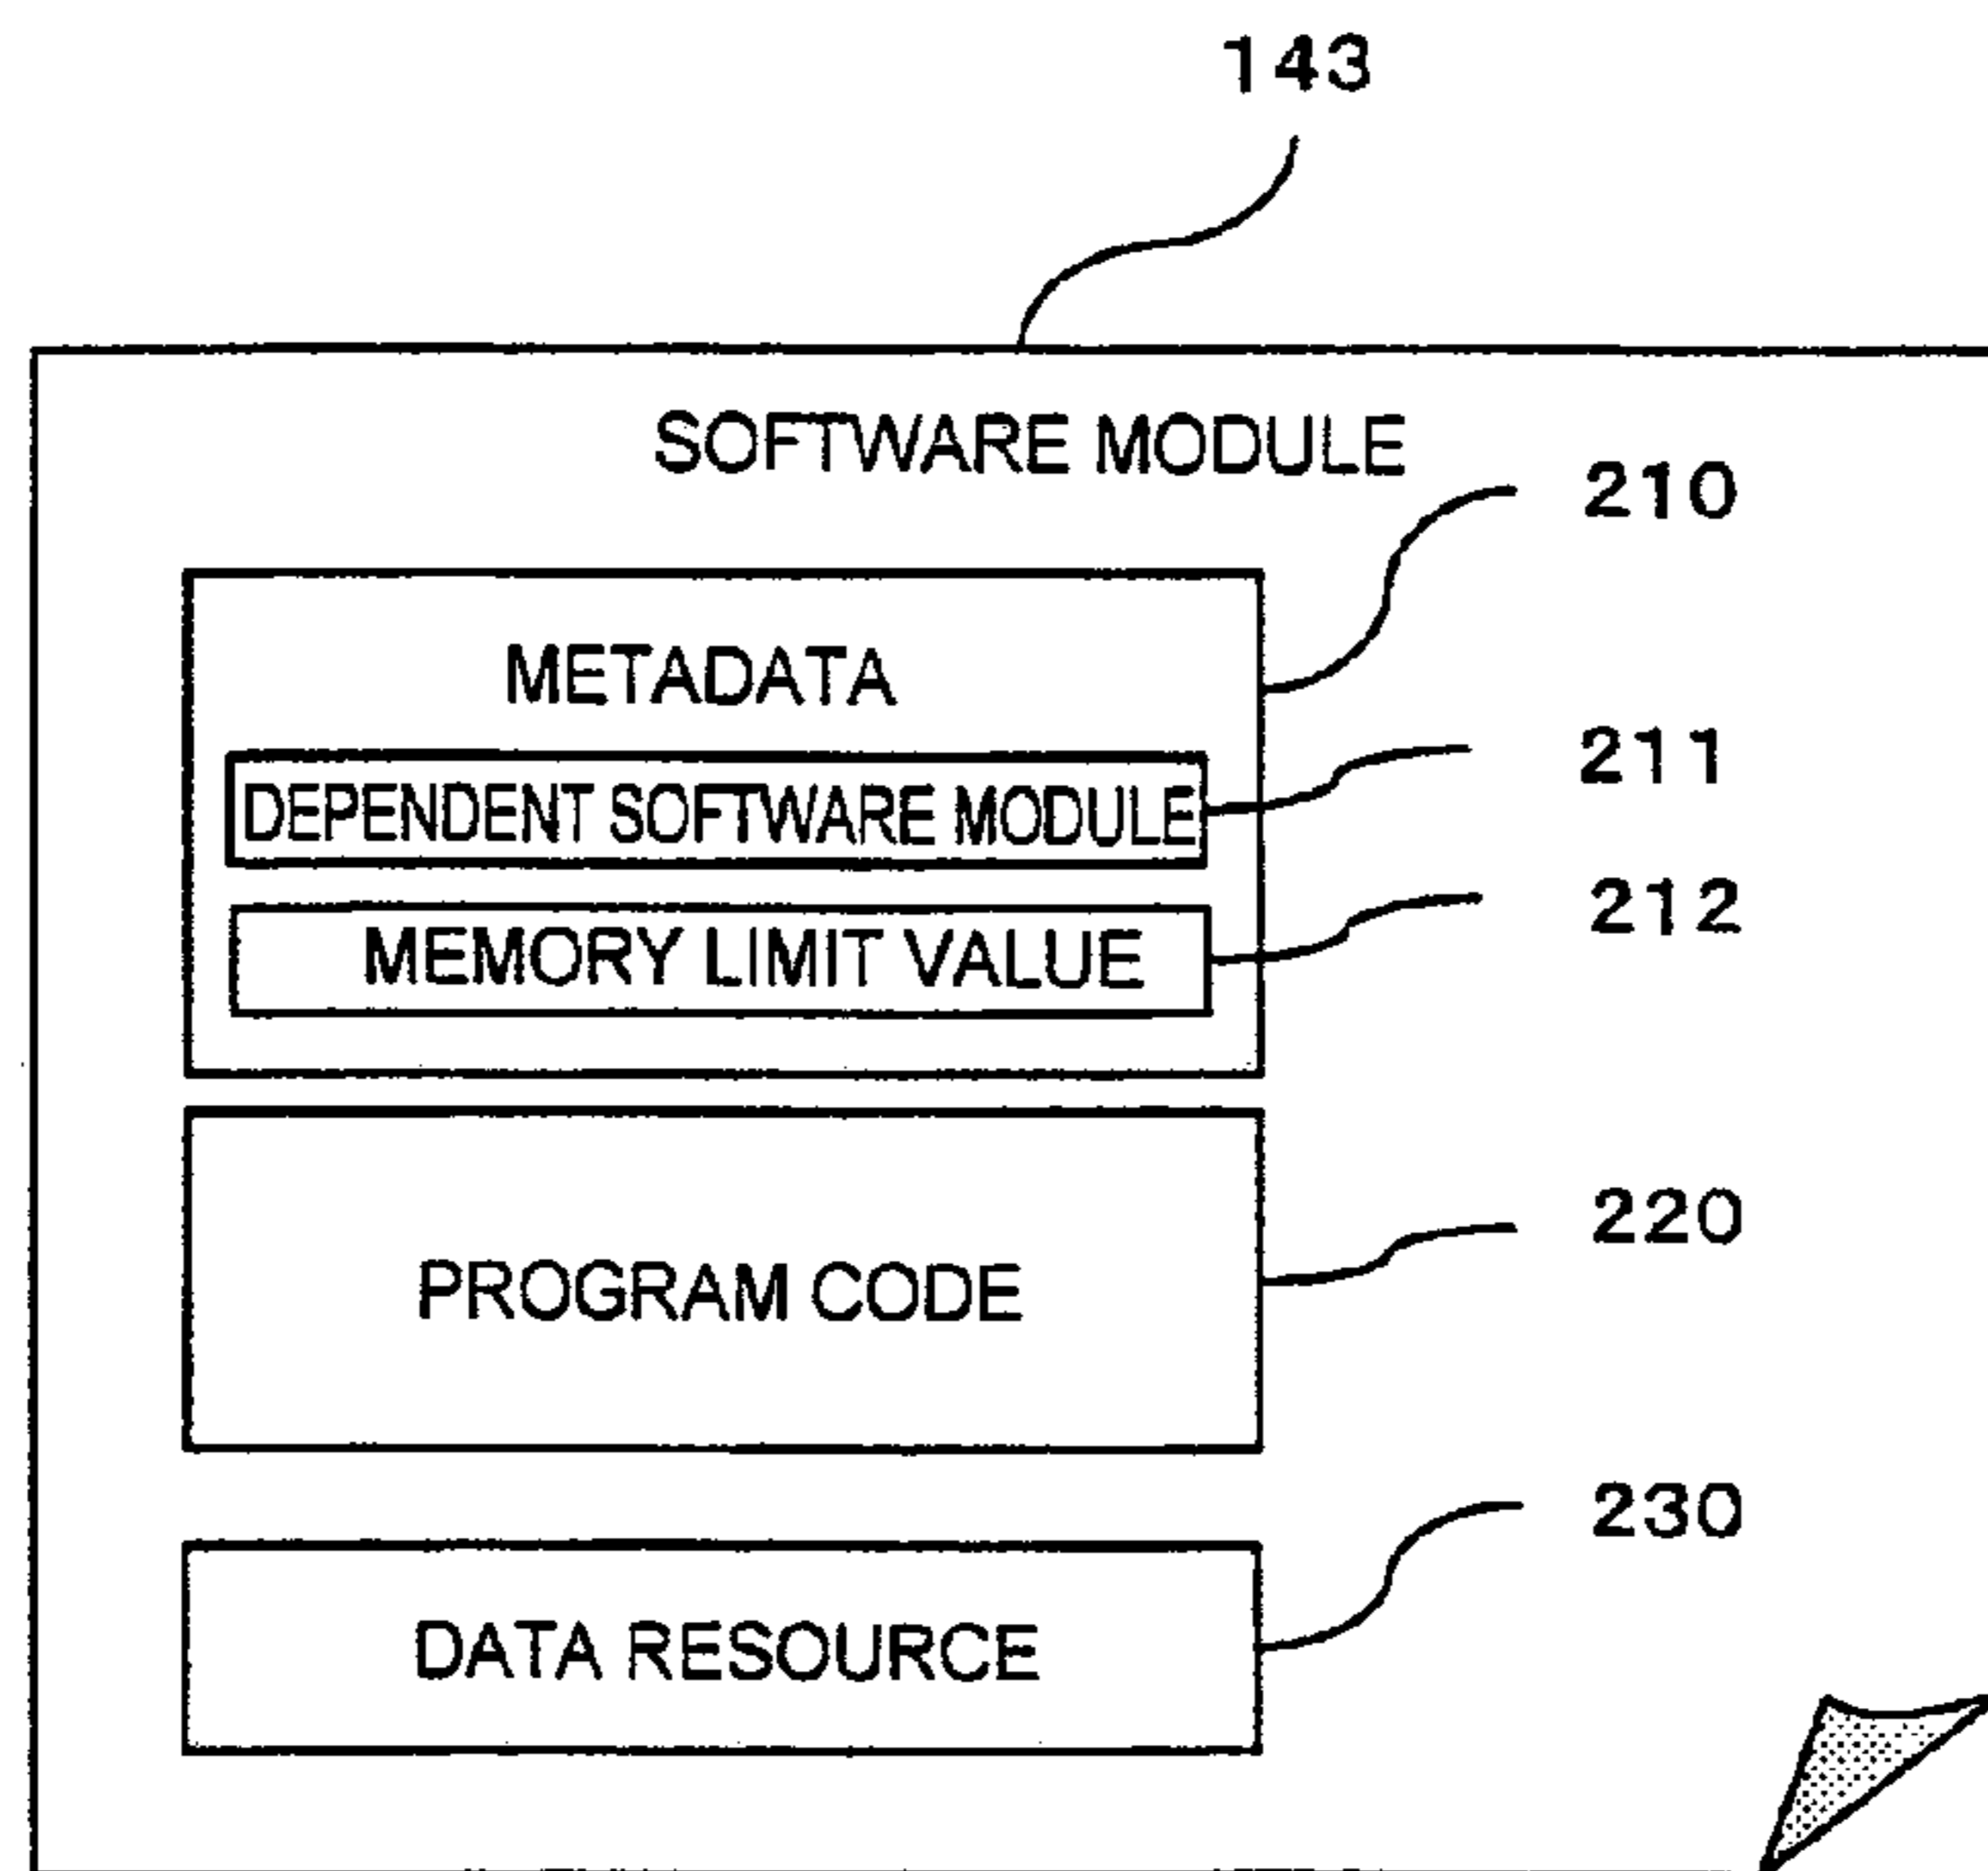 143
SOFTWARE MODULE
210
METADATA
211
DEPENDENT SOFTWARE MODULE
212
MEMORY LIMIT VALUE
220
PROGRAM CODE
230
DATA RESOURCE